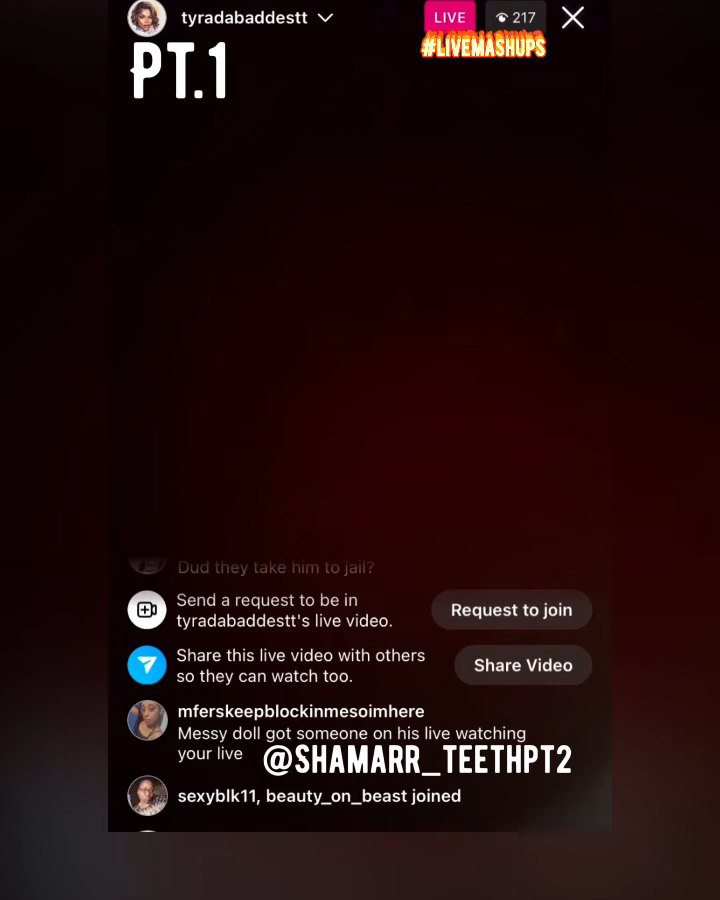 tyradabaddestt
LIVE
217
#LIVEMASHUPS
PT.1
Dud they take him to jail?
Send a request to be in
tyradabaddestt's live video.
Request to join
Share this live video with others
so they can watch too.
Share Video
mferskeepblockinmesoimhere
Messy doll got someone on his live watching
your live
@SHAMARR_TEETHPT2
sexyblk11, beauty_on_beast joined